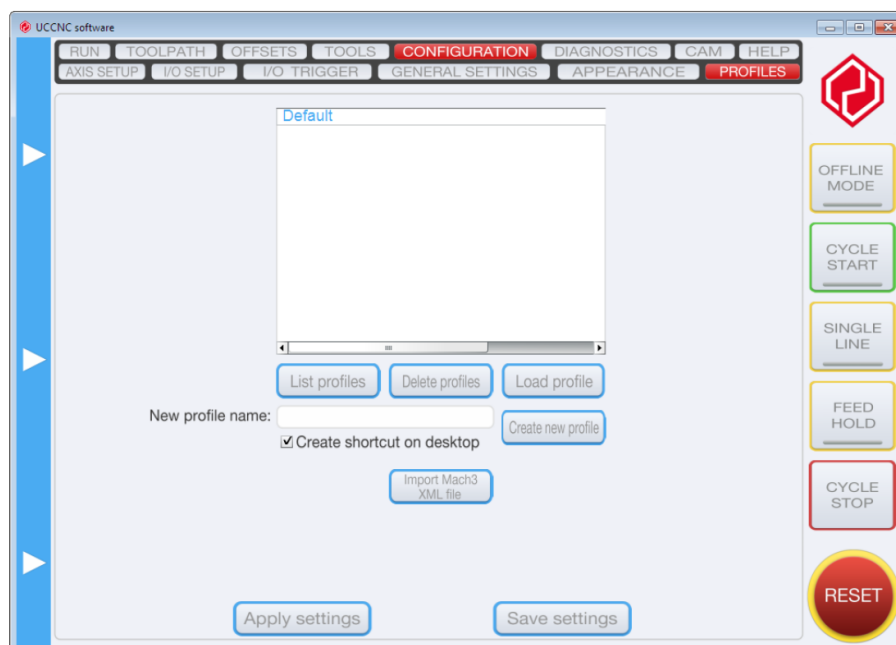 UCCNC software
RUN TOOLPATH OFFSETS TOOLS CONFIGURATION DIAGNOSTICS CAM HELP
AXIS SETUP I/O SETUP I/O TRIGGER GENERAL SETTINGS APPEARANCE PROFILES
Default
OFFLINE
MODE
CYCLE
START
SINGLE
LINE
List profiles Delete profiles Load profile
New profile name: Create new profile
Create shortcut on desktop
FEED
HOLD
Import Mach3
XML file
CYCLE
STOP
Apply settings Save settings
RESET